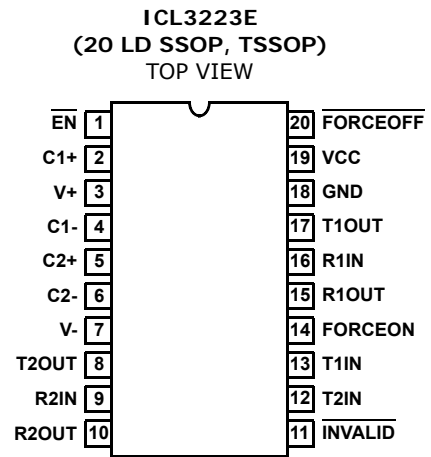 ICL3223E
(20 LD SSOP, TSSOP)
TOP VIEW
EN 1 20 FORCEOFF
C1+ 2 19 VCC
V+ 3 18 GND
C1- 4 17 T1OUT
C2+ 5 16 R1IN
C2- 6 15 R1OUT
V- 7 14 FORCEON
T2OUT 8 13 T1IN
R2IN 9 12 T2IN
R2OUT 10 11 INVALID